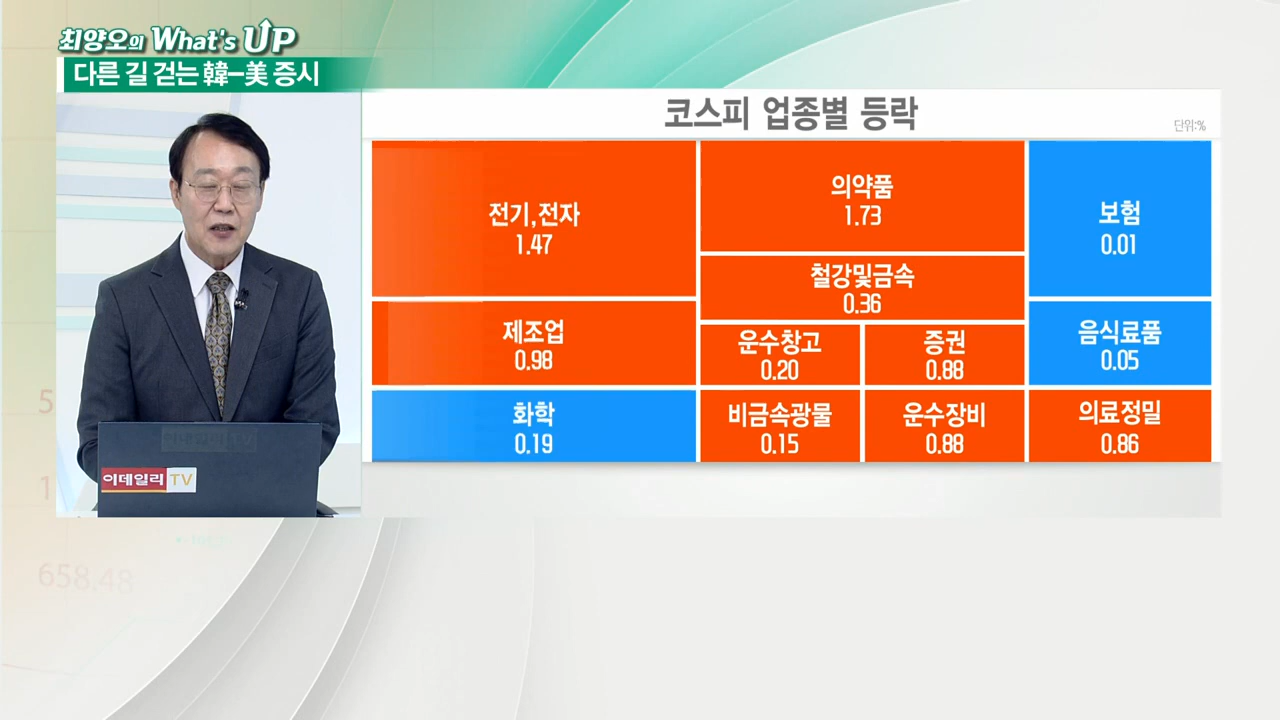 최양오의 What's UP
다른 길 걷는 韓-美 증시
코스피 업종별 등락
단위:%
전기,전자
1.47
의약품
1.73
보험
0.01
철강및금속
0.36
제조업
0.98
운수창고
0.20
증권
0.88
음식료품
0.05
화학
0.19
비금속광물
0.15
운수장비
0.88
의료정밀
0.86
이데일리 TV
658.48